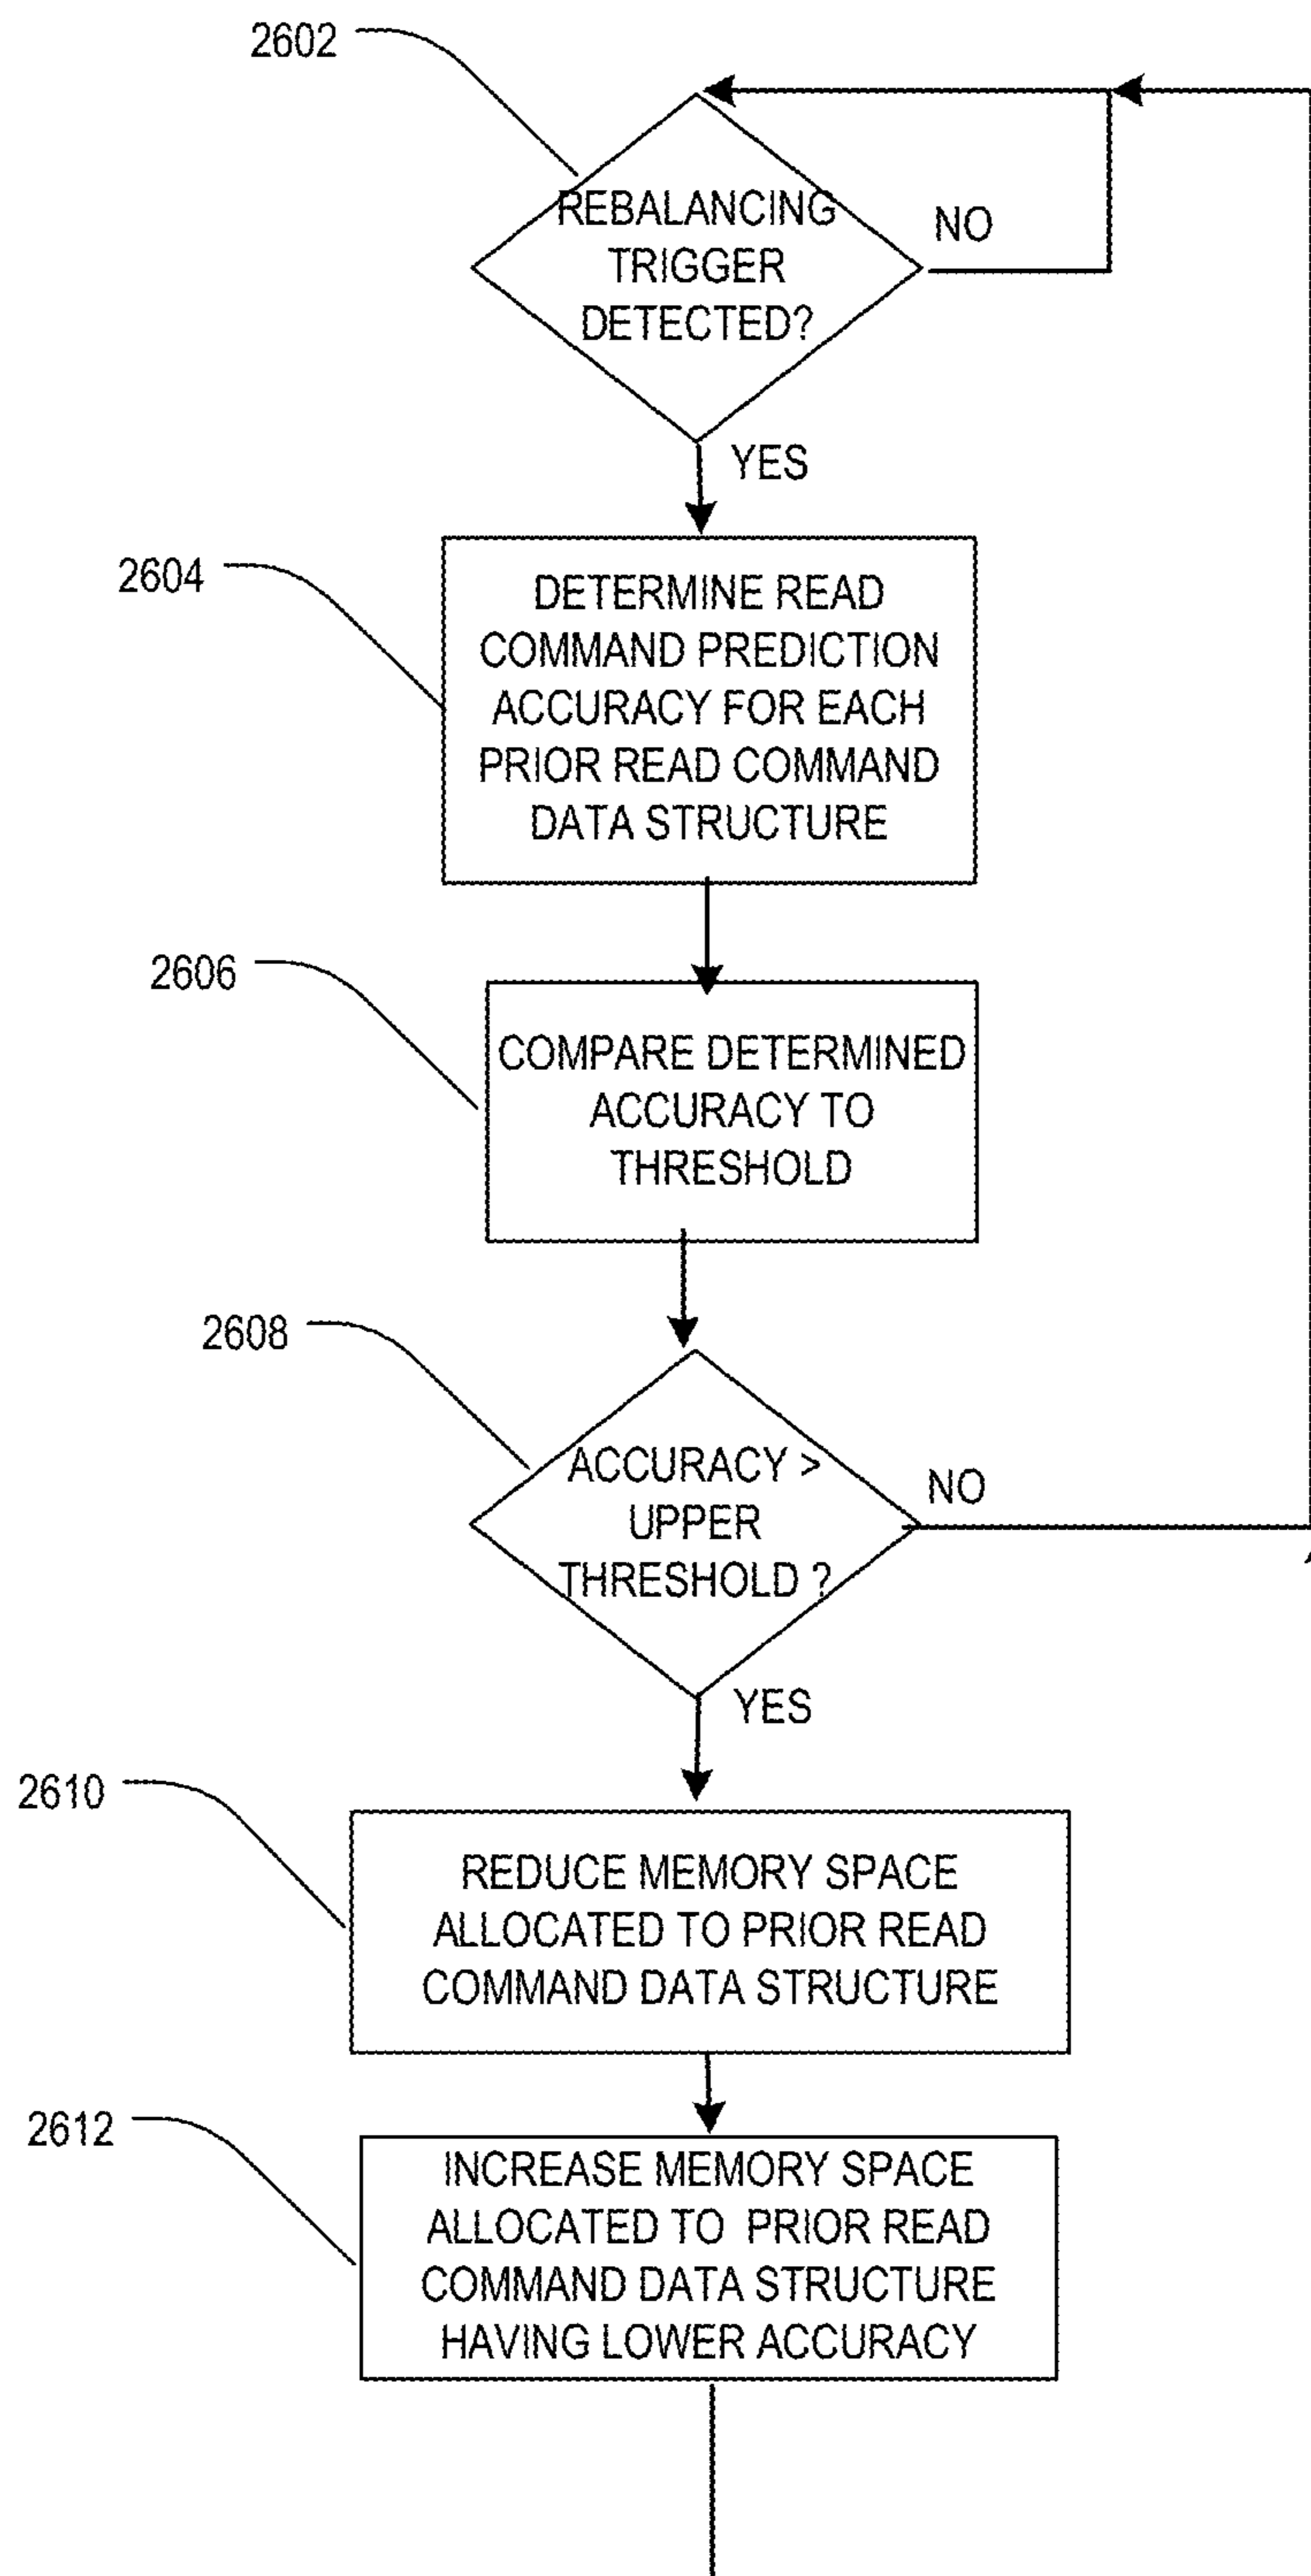 2602
REBALANCING
TRIGGER
DETECTED?
NO
YES
2604
DETERMINE READ
COMMAND PREDICTION
ACCURACY FOR EACH
PRIOR READ COMMAND
DATA STRUCTURE
2606
COMPARE DETERMINED
ACCURACY TO
THRESHOLD
2608
ACCURACY >
UPPER
THRESHOLD ?
NO
YES
2610
REDUCE MEMORY SPACE
ALLOCATED TO PRIOR READ
COMMAND DATA STRUCTURE
2612
INCREASE MEMORY SPACE
ALLOCATED TO PRIOR READ
COMMAND DATA STRUCTURE
HAVING LOWER ACCURACY